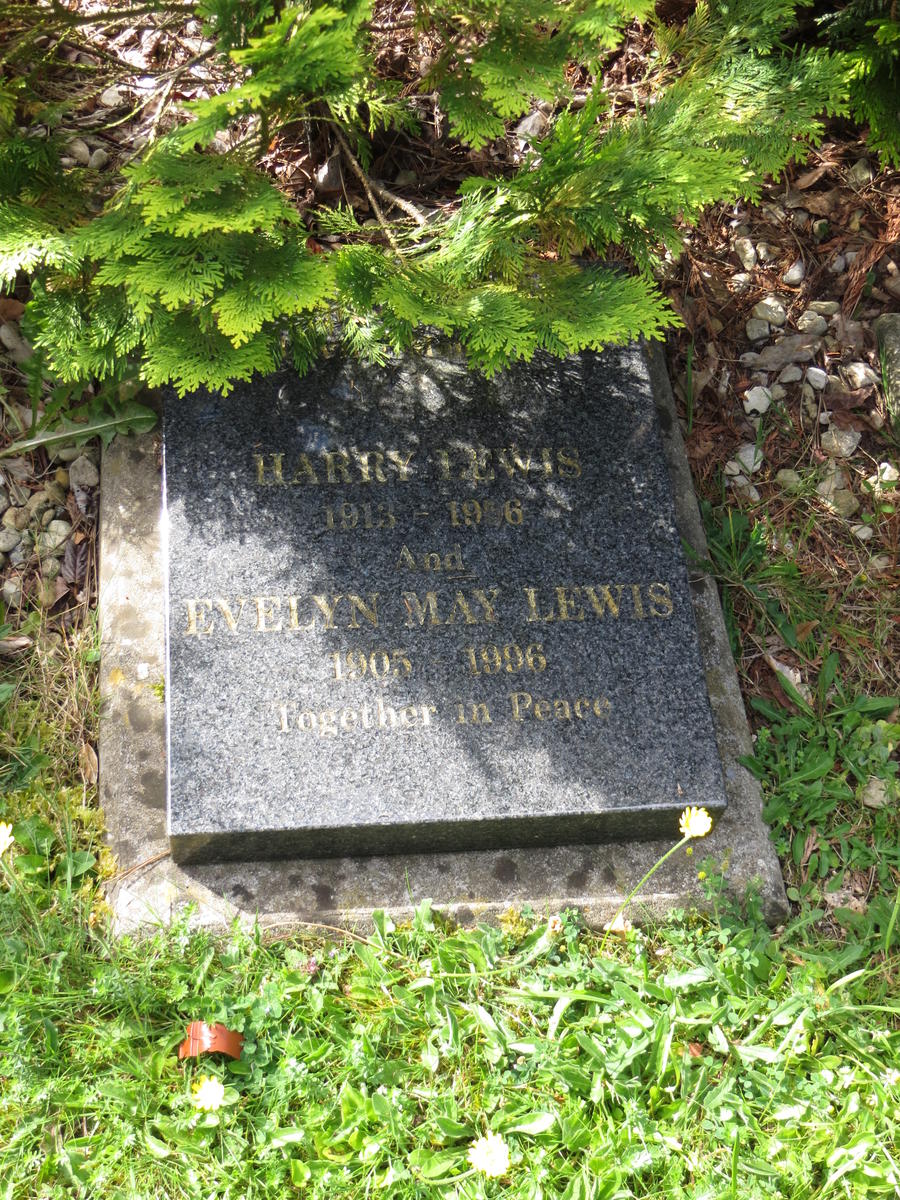 HARRY LEWIS
1913 - 1996
And
EVELYN MAY LEWIS
1905 - 1996
Together in Peace